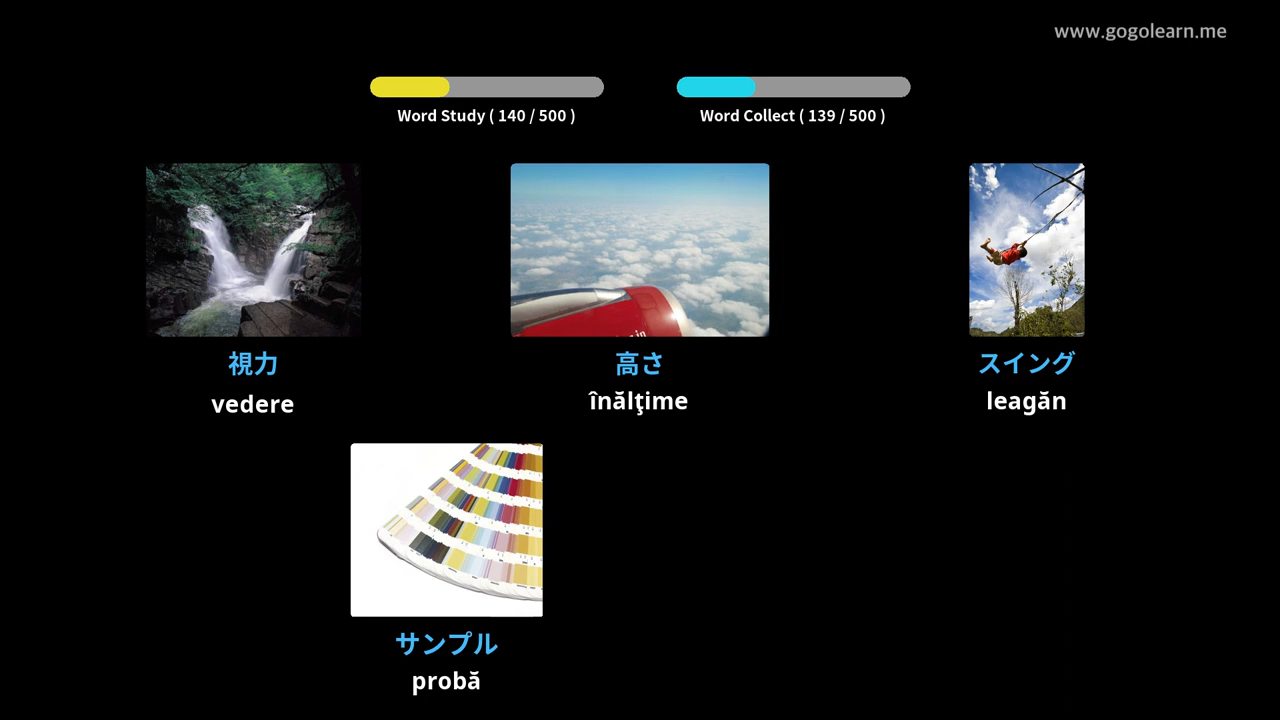 www.gogolearn.me
Word Study ( 140 / 500 )
Word Collect ( 139 / 500 )
視力
vedere
高さ
înălţime
スイング
leagăn
サンプル
probă